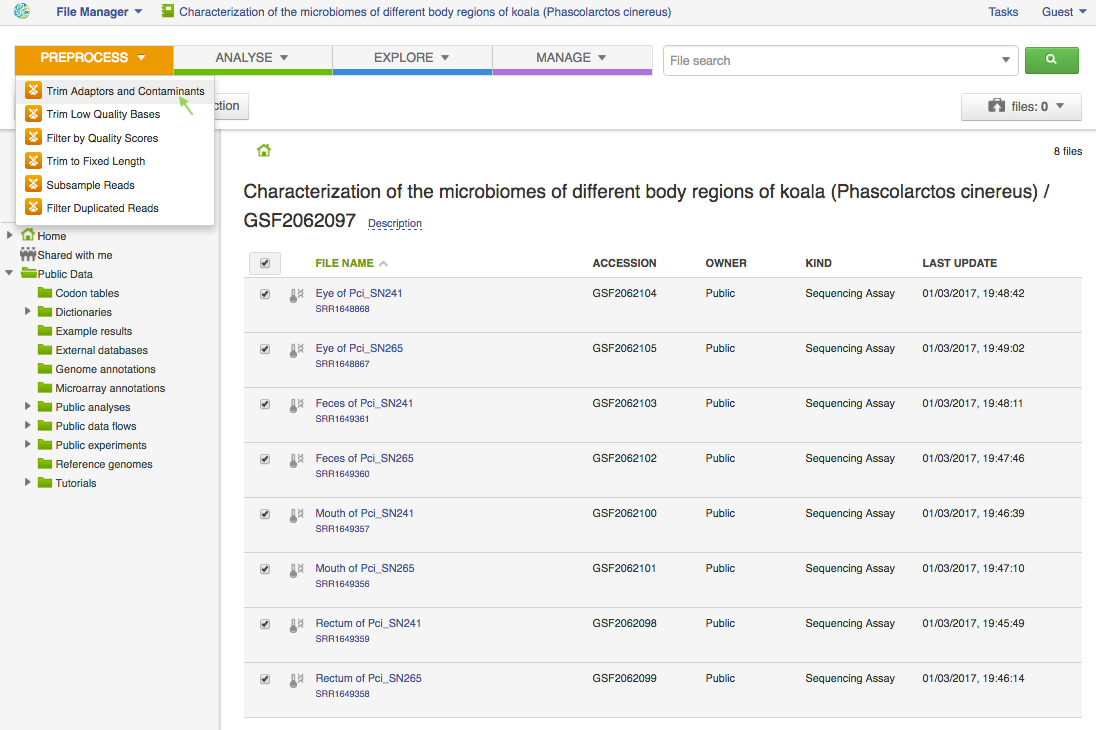 File Manager
Characterization of the microbiomes of different body regions of koala (Phascolarctos cinereus)
Tasks
Guest
PREPROCESS
ANALYSE
EXPLORE
MANAGE
File search
Trim Adaptors and Contaminants
Trim Low Quality Bases
Filter by Quality Scores
Trim to Fixed Length
Subsample Reads
Filter Duplicated Reads
ction
files: 0
Home
Shared with me
Public Data
Codon tables
Dictionaries
Example results
External databases
Genome annotations
Microarray annotations
Public analyses
Public data flows
Public experiments
Reference genomes
Tutorials
8 files
Characterization of the microbiomes of different body regions of koala (Phascolarctos cinereus) /
GSF2062097 Description
FILE NAME ACCESSION OWNER KIND LAST UPDATE
Eye of Pci_SN241 GSF2062104 Public Sequencing Assay 01/03/2017, 19:48:42
SRR1648868
Eye of Pci_SN265 GSF2062105 Public Sequencing Assay 01/03/2017, 19:49:02
SRR1648867
Feces of Pci_SN241 GSF2062103 Public Sequencing Assay 01/03/2017, 19:48:11
SRR1649361
Feces of Pci_SN265 GSF2062102 Public Sequencing Assay 01/03/2017, 19:47:46
SRR1649360
Mouth of Pci_SN241 GSF2062100 Public Sequencing Assay 01/03/2017, 19:46:39
SRR1649357
Mouth of Pci_SN265 GSF2062101 Public Sequencing Assay 01/03/2017, 19:47:10
SRR1649356
Rectum of Pci_SN241 GSF2062098 Public Sequencing Assay 01/03/2017, 19:45:49
SRR1649359
Rectum of Pci_SN265 GSF2062099 Public Sequencing Assay 01/03/2017, 19:46:14
SRR1649358